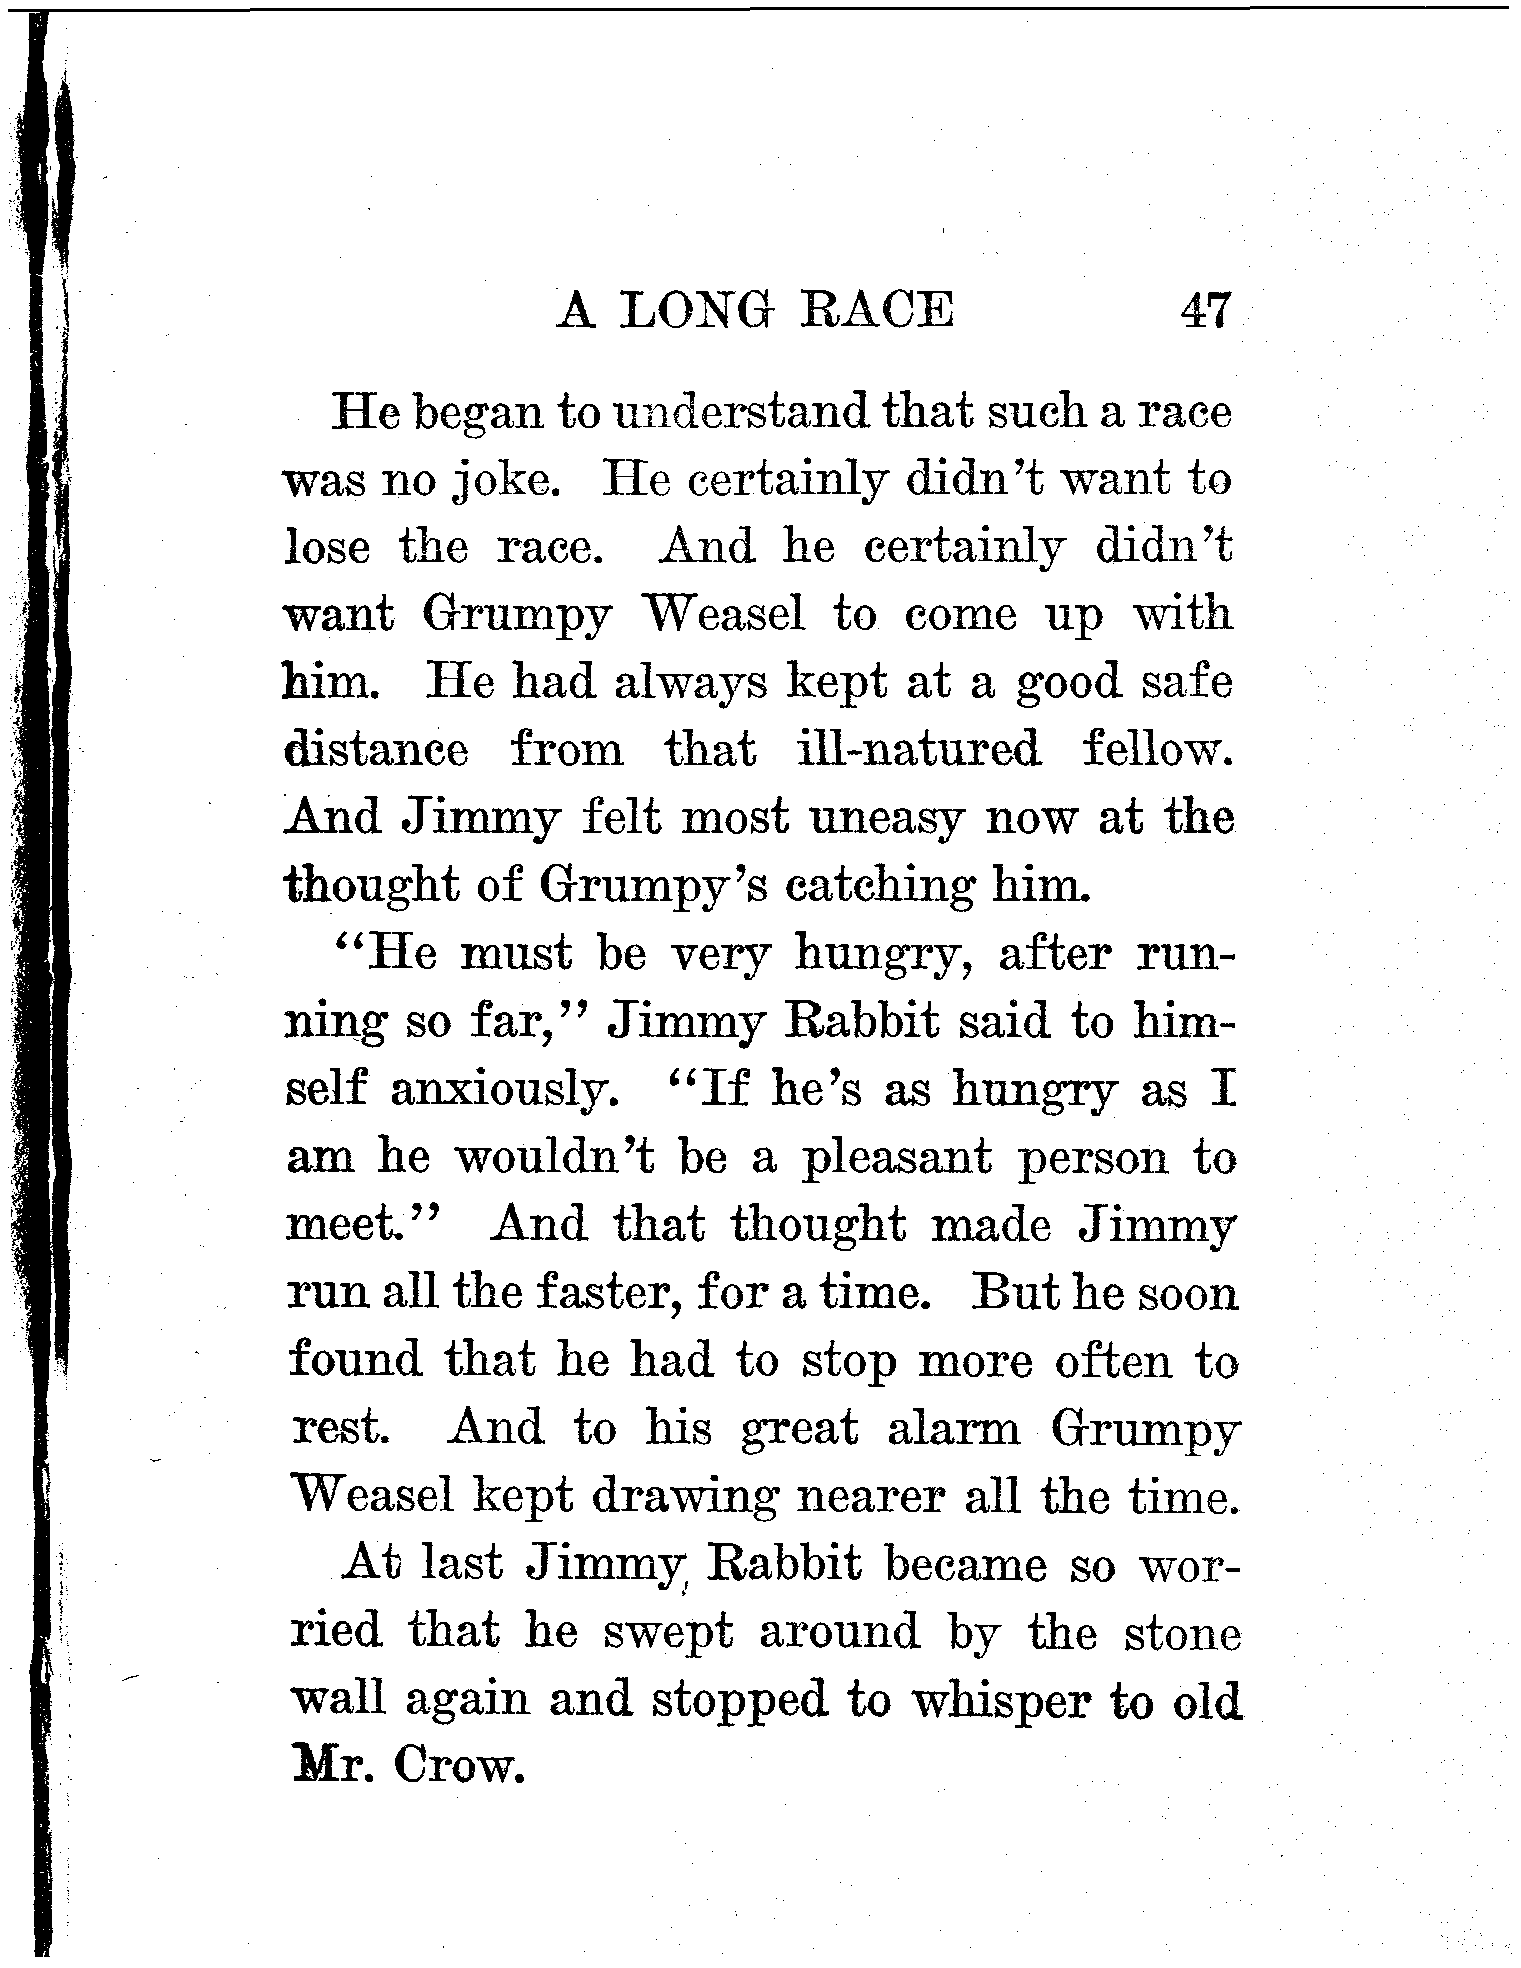 A LONG RACE 47
He began to understand that such a race
was no joke. He certainly didn't want to
lose the race. And he certainly didn't
want Grumpy Weasel to come up with
him. He had always kept at a good safe
distance from that ill-natured fellow.
And Jimmy felt most uneasy now at the
thought of Grumpy's catching him.
"He must be very hungry, after run-
ning so far," Jimmy Rabbit said to him-
self anxiously. "If he's as hungry as I
am he wouldn't be a pleasant person to
meet." And that thought made Jimmy
run all the faster, for a time. But he soon
found that he had to stop more often to
rest. And to his great alarm Grumpy
Weasel kept drawing nearer all the time.
At last Jimmy Rabbit became so wor-
ried that he swept around by the stone
wall again and stopped to whisper to old
Mr. Crow.